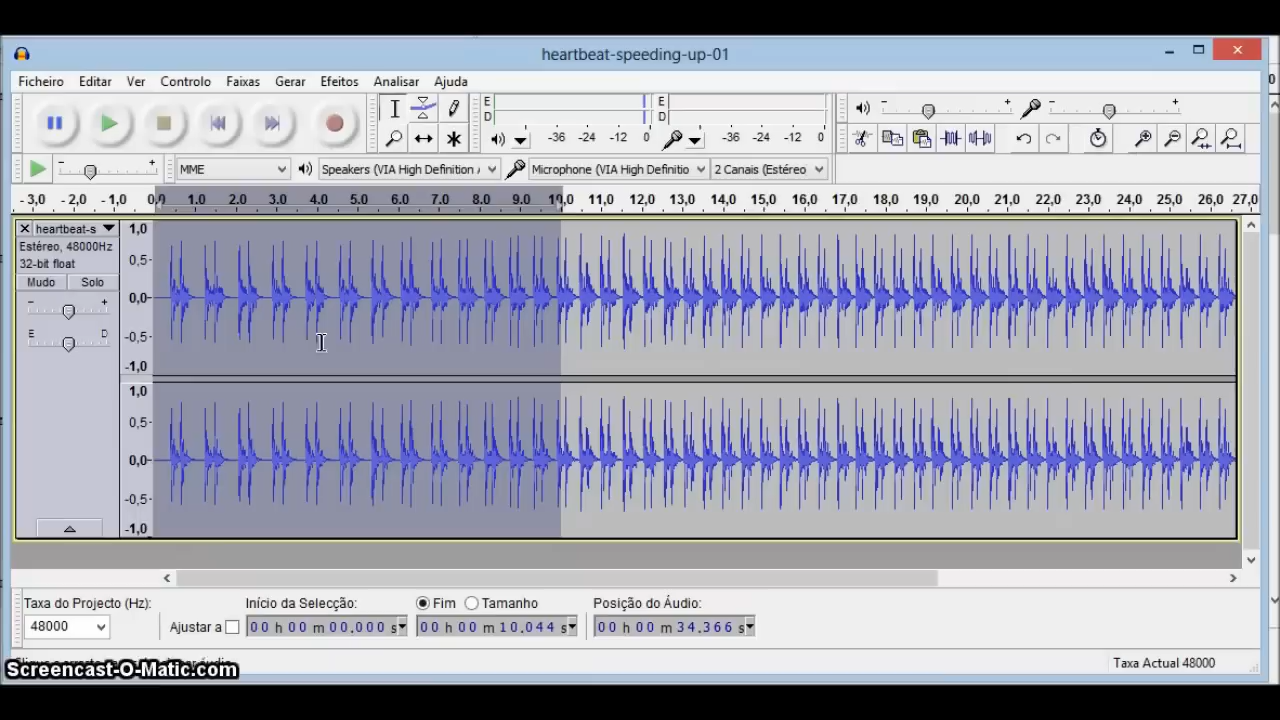 heartbeat-speeding-up-01
Ficheiro Editar Ver Controlo Faixas Gerar Efeitos Analisar Ajuda
E
D
-36 -24 -12 0
E
D
-36 -24 -12 0
MME
Speakers (VIA High Definition
Microphone (VIA High Definitio
2 Canais (Estéreo
- 3,0 - 2,0 - 1,0 0,0 1,0 2,0 3,0 4,0 5,0 6,0 7,0 8,0 9,0 10,0 11,0 12,0 13,0 14,0 15,0 16,0 17,0 18,0 19,0 20,0 21,0 22,0 23,0 24,0 25,0 26,0 27,0
heartbeat-s
Estéreo, 48000Hz
32-bit float
Mudo Solo
- +
E D
1,0
0,5-
0,0-
-0,5-
-1,0
1,0
0,5-
0,0-
-0,5-
-1,0
Taxa do Projecto (Hz):
48000
Ajustar a
Início da Selecção:
00 h 00 m 00.000 s
Fim Tamanho
00 h 00 m 10.044 s
Posição do Áudio:
00 h 00 m 34.366 s
Screencast-O-Matic.com
Taxa Actual 48000